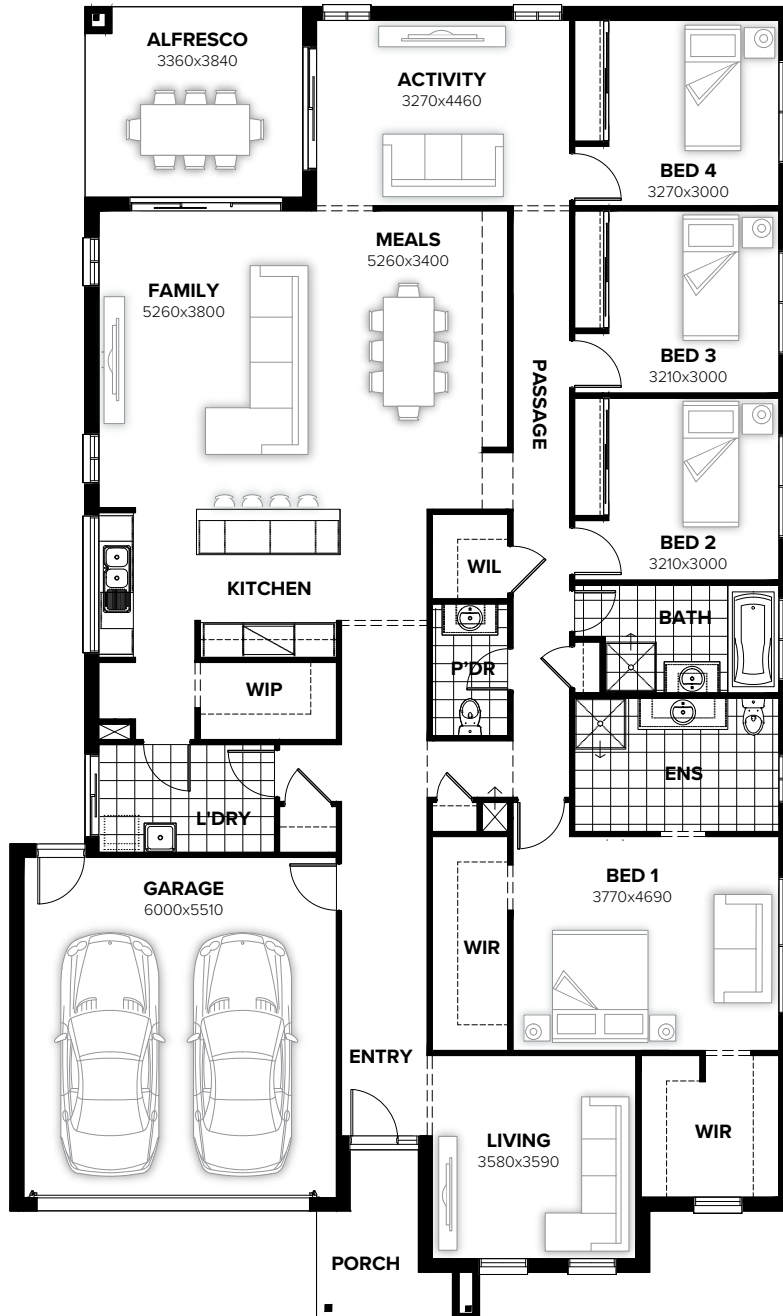 ALFRESCO
3360x3840
ACTIVITY
3270x4460
BED 4
3270x3000
MEALS
5260x3400
FAMILY
5260x3800
PASSAGE
BED 3
3210x3000
BED 2
3210x3000
WIL
KITCHEN
BATH
P'DR
WIP
ENS
L'DRY
GARAGE
6000x5510
BED 1
3770x4690
WIR
ENTRY
LIVING
3580x3590
WIR
PORCH